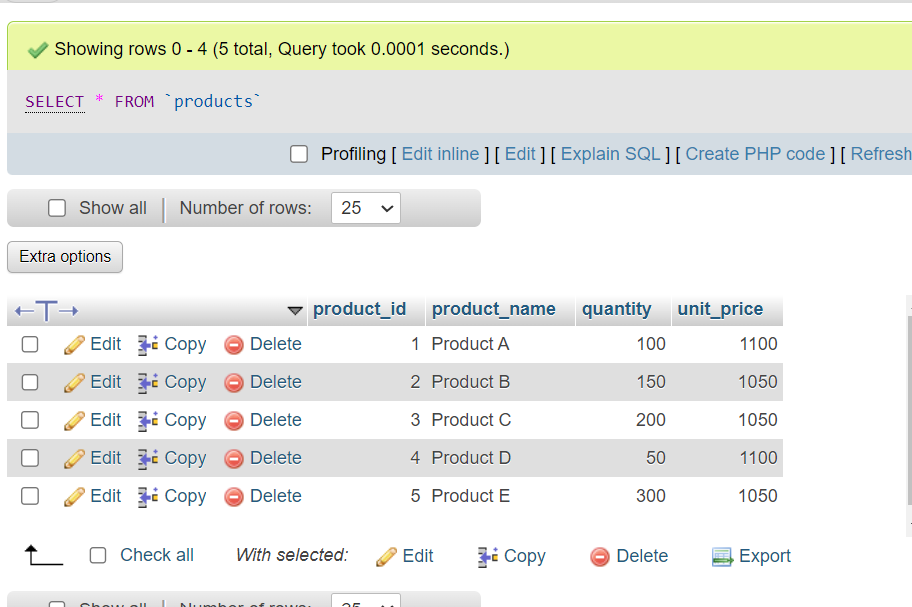 Showing rows 0 - 4 (5 total, Query took 0.0001 seconds.)
SELECT * FROM `products`
Profiling [ Edit inline ] [ Edit ] [ Explain SQL ] [ Create PHP code ] [ Refresh
Show all | Number of rows: 25
Extra options
product_id product_name quantity unit_price
Edit Copy Delete 1 Product A 100 1100
Edit Copy Delete 2 Product B 150 1050
Edit Copy Delete 3 Product C 200 1050
Edit Copy Delete 4 Product D 50 1100
Edit Copy Delete 5 Product E 300 1050
Check all With selected: Edit Copy Delete Export
Show all | Number of rows: 25